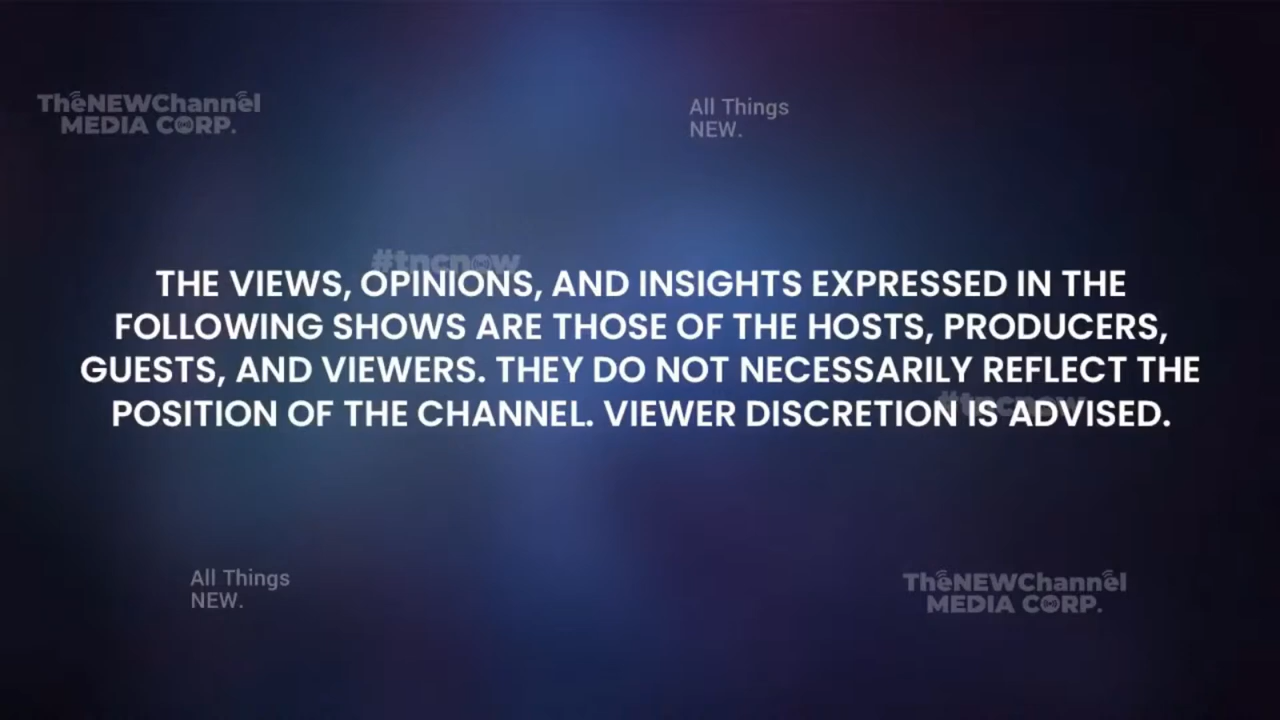 TheNEWChannel
MEDIA CORP.
All Things
NEW.
#tncnow
THE VIEWS, OPINIONS, AND INSIGHTS EXPRESSED IN THE
FOLLOWING SHOWS ARE THOSE OF THE HOSTS, PRODUCERS,
GUESTS, AND VIEWERS. THEY DO NOT NECESSARILY REFLECT THE
POSITION OF THE CHANNEL. VIEWER DISCRETION IS ADVISED.
#tncnow
All Things
NEW.
TheNEWChannel
MEDIA CORP.